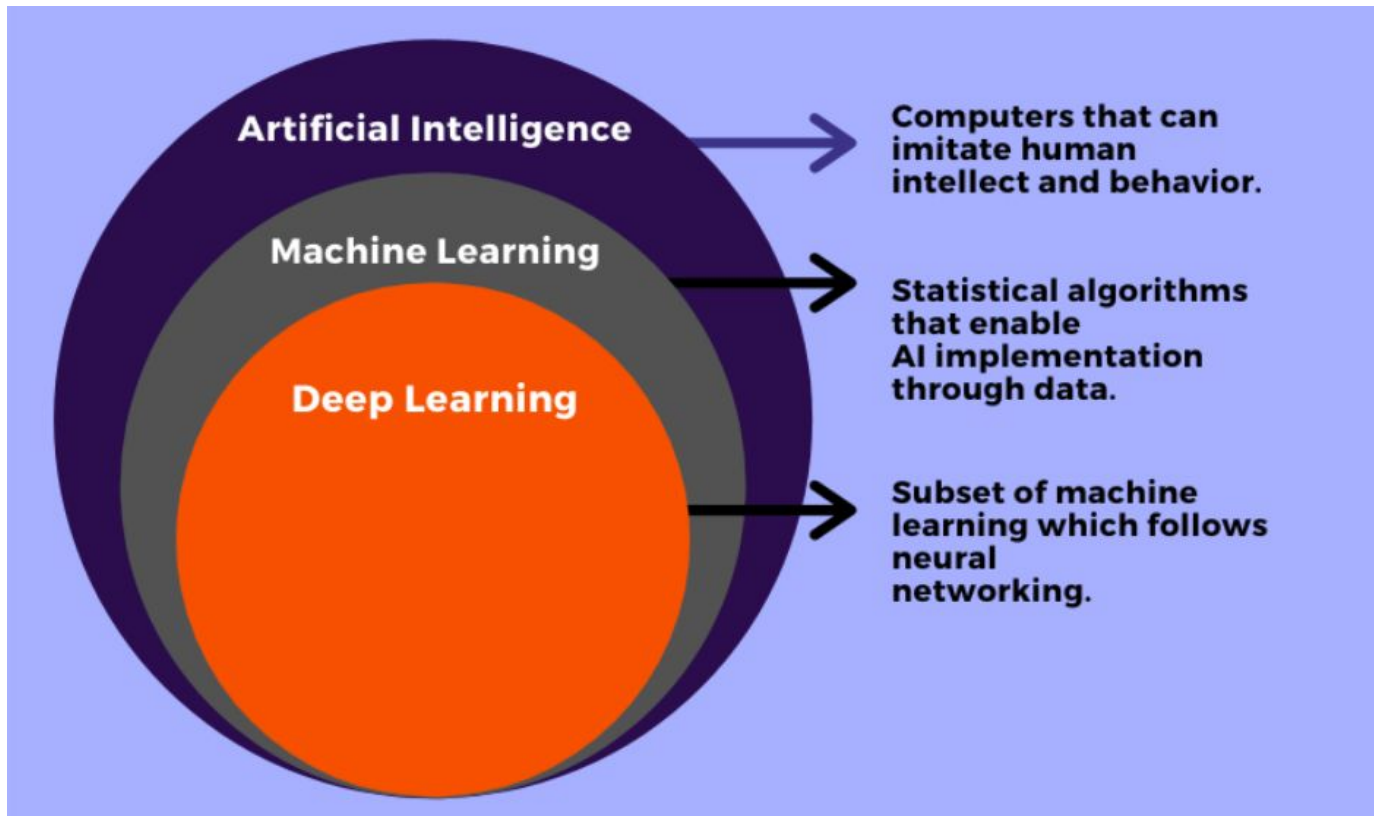 Artificial Intelligence
Computers that can
imitate human
intellect and behavior.
Machine Learning
Statistical algorithms
that enable
AI implementation
through data.
Deep Learning
Subset of machine
learning which follows
neural
networking.